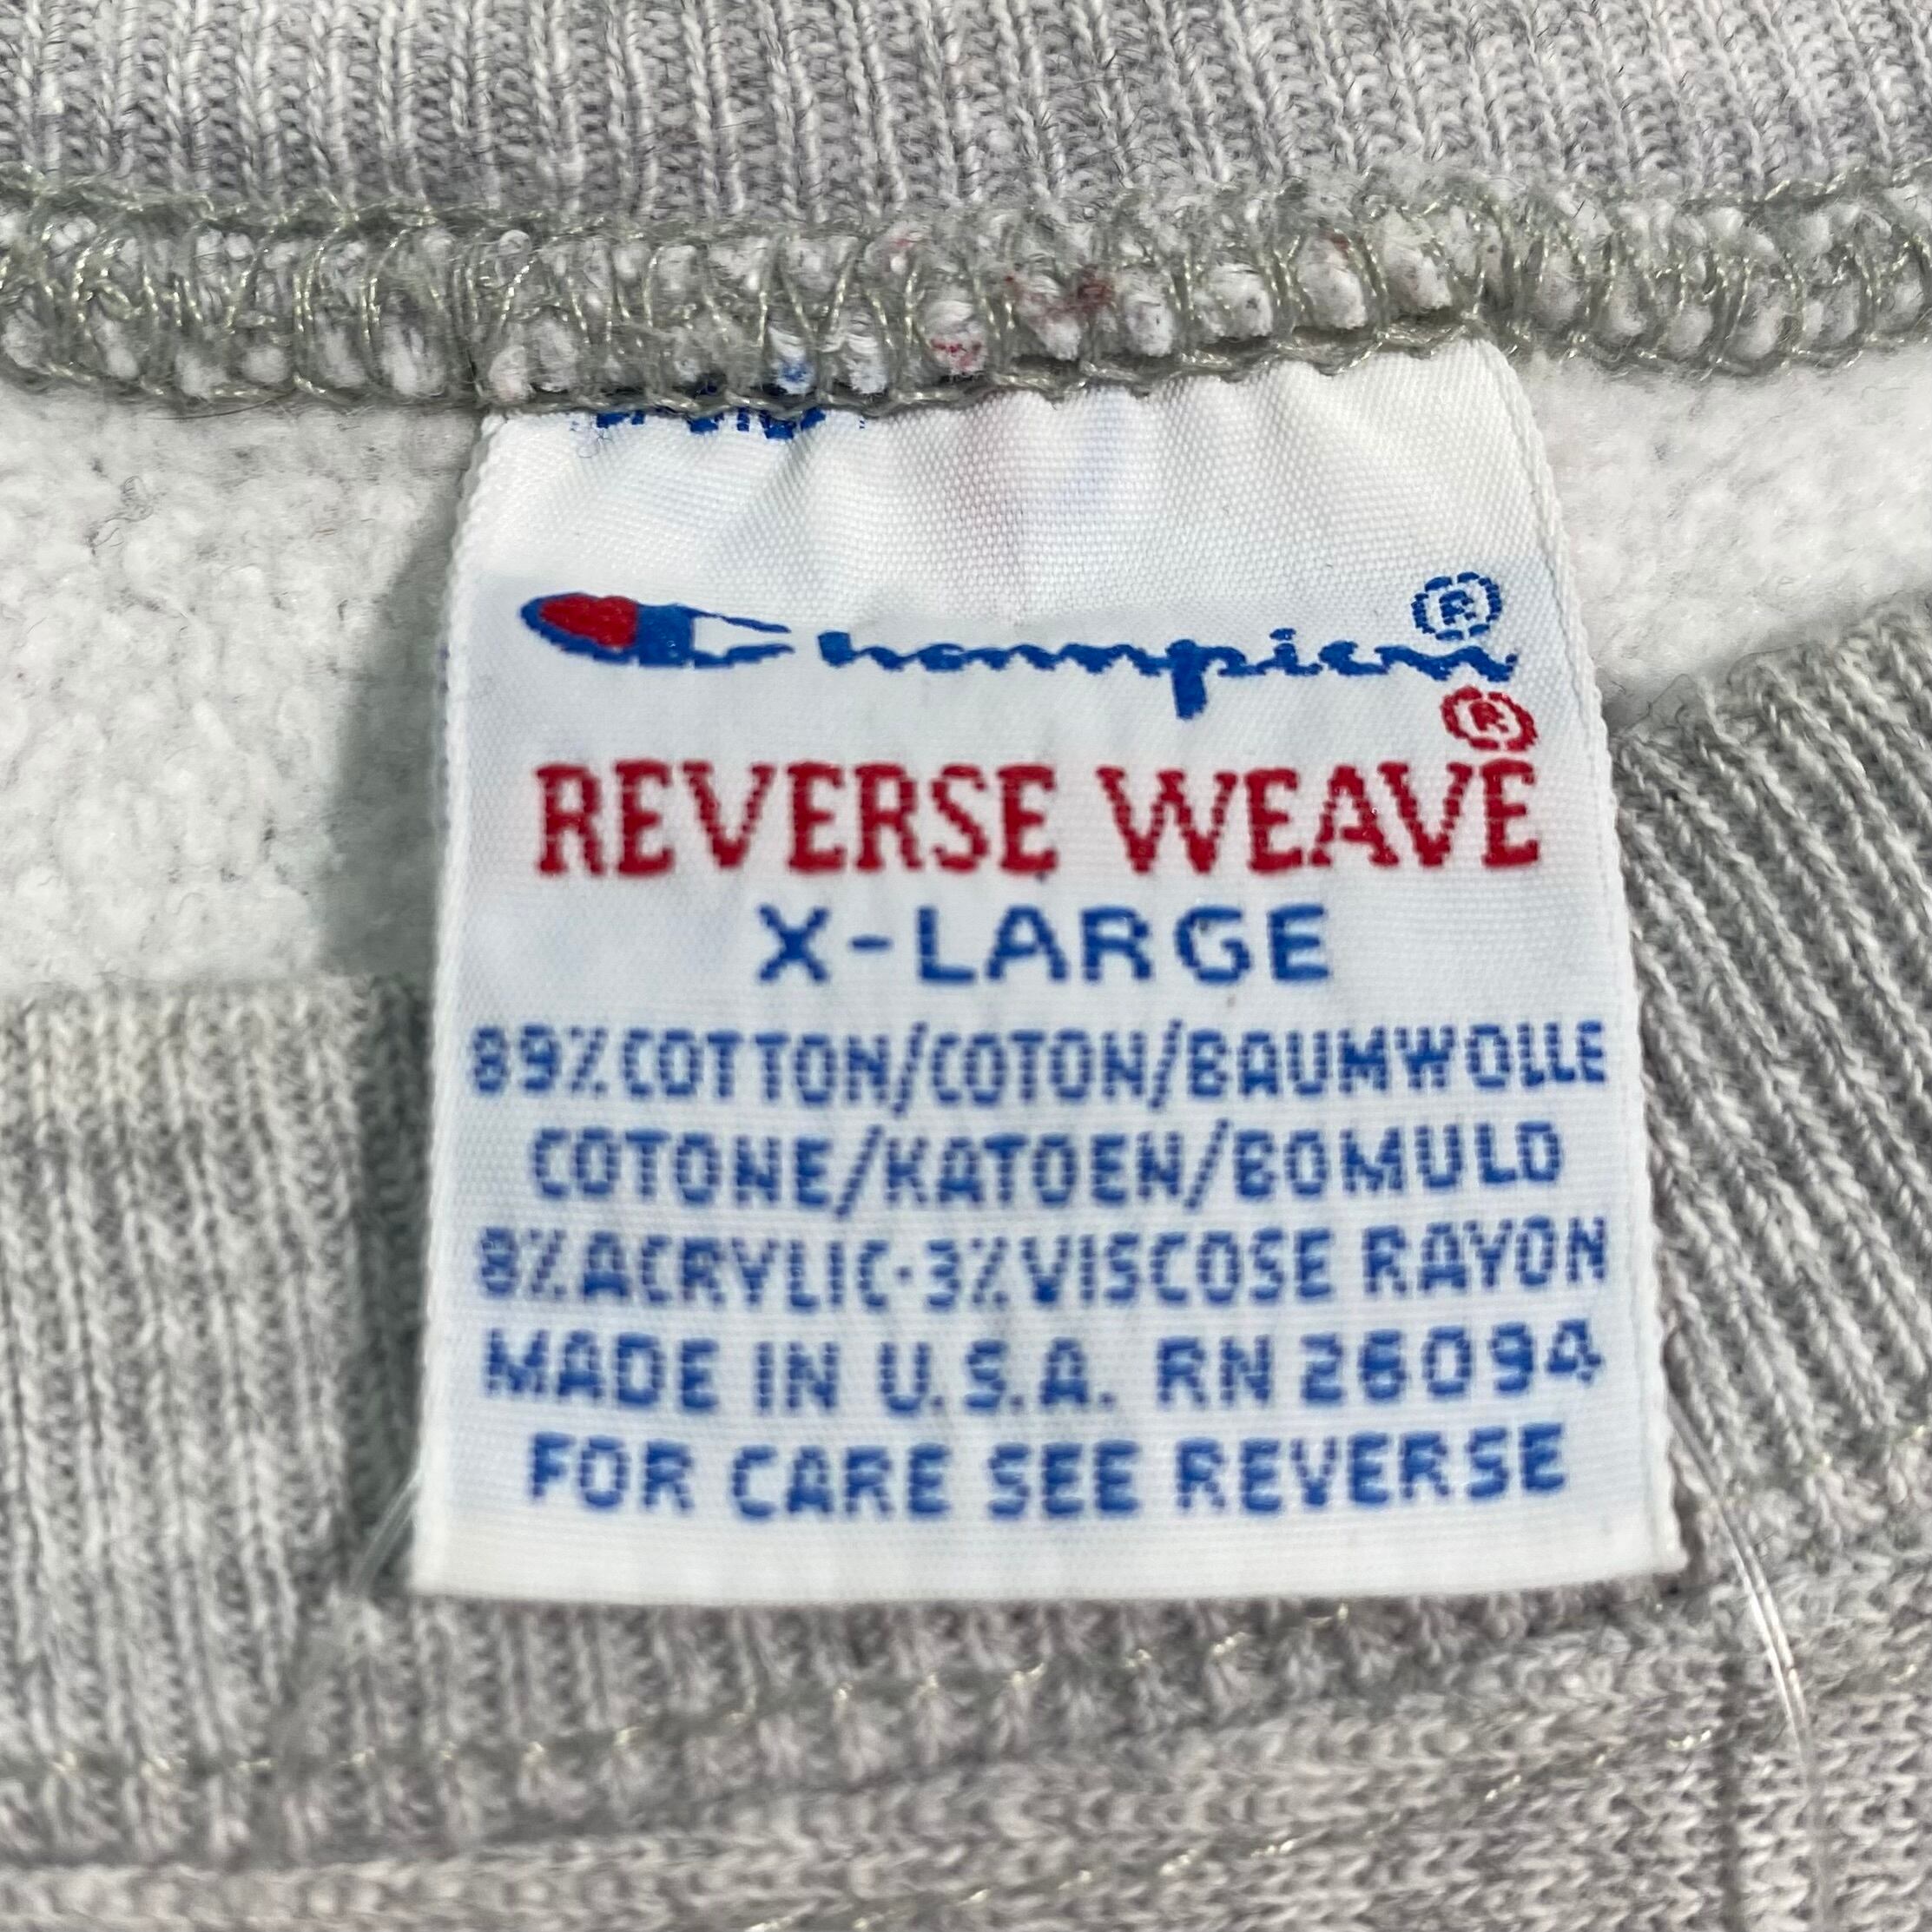 Champion®
REVERSE WEAVE®
X-LARGE
89% COTTON/COTON/BAUMWOLLE
COTONE/KATOEN/BOMULD
8% ACRYLIC·3% VISCOSE RAYON
MADE IN U.S.A. RN 26094
FOR CARE SEE REVERSE